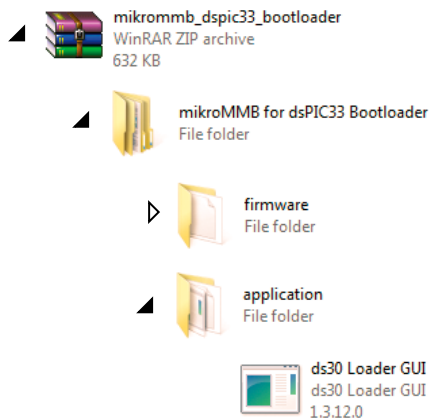 mikrommb_dspic33_bootloader
WinRAR ZIP archive
632 KB
mikroMMB for dsPIC33 Bootloader
File folder
firmware
File folder
application
File folder
ds30 Loader GUI
ds30 Loader GUI
1.3.12.0